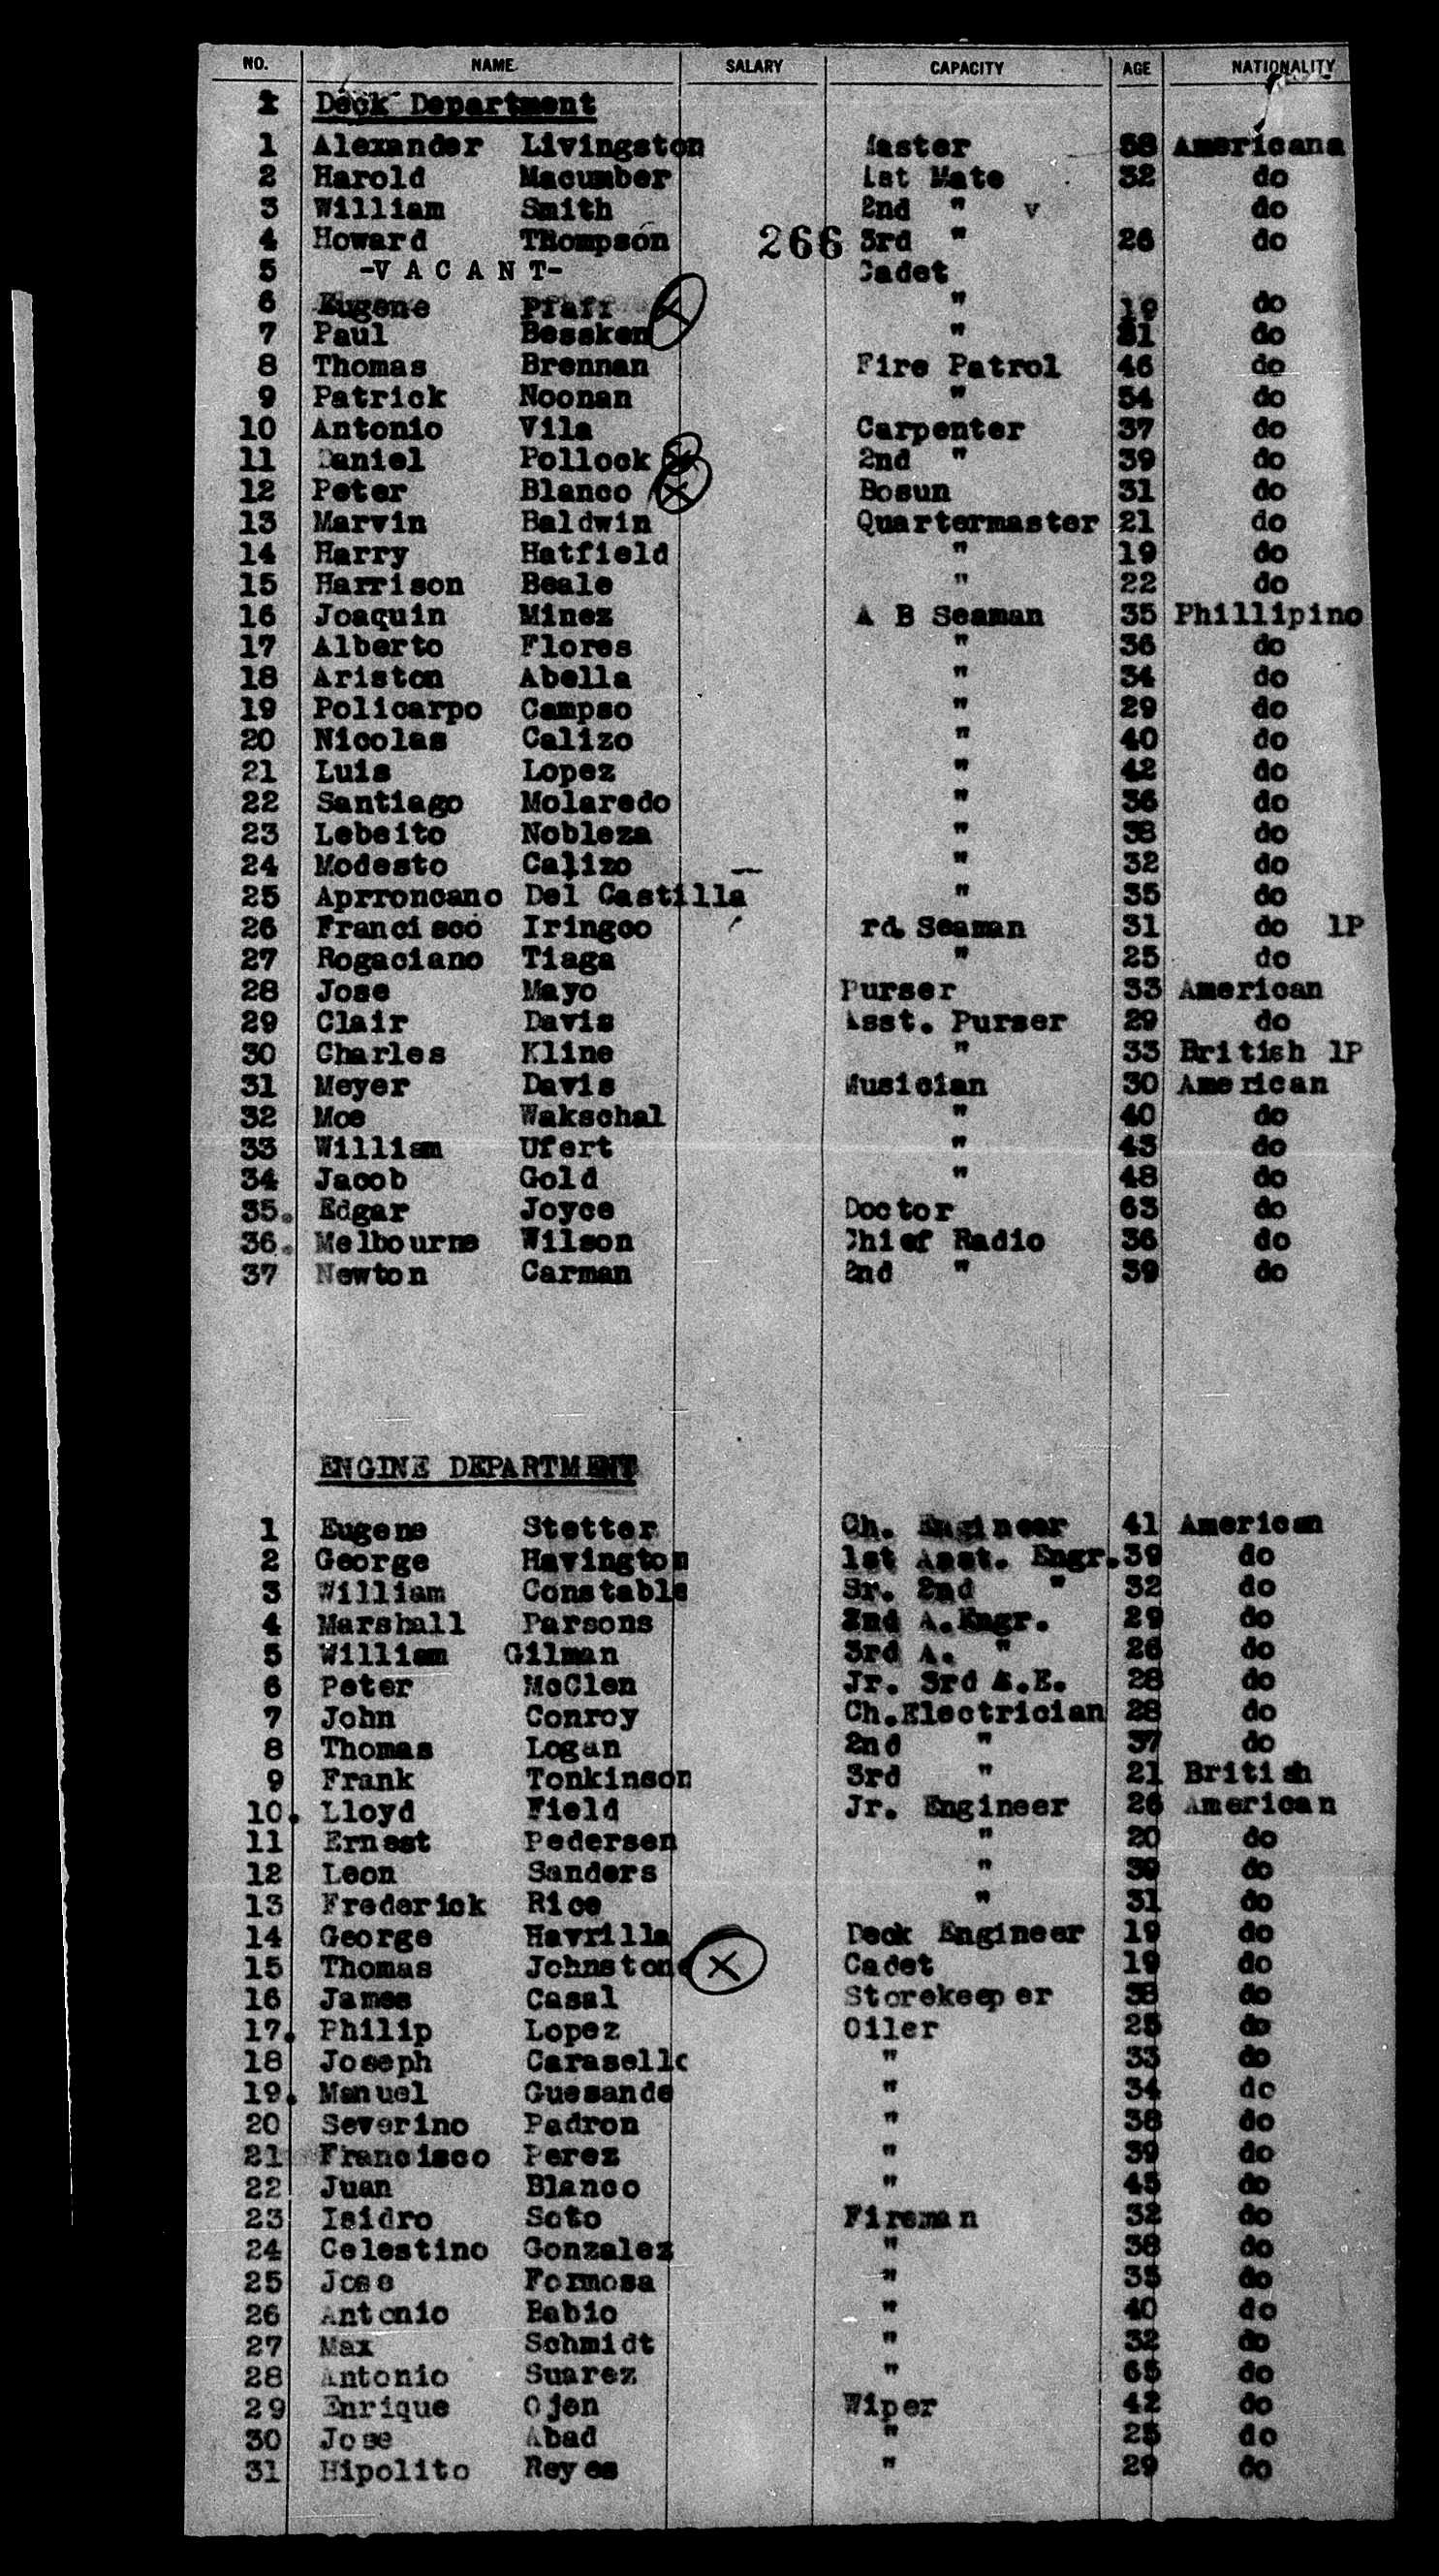 NO. NAME SALARY CAPACITY AGE NATIONALITY
Deck Department
1 Alexander Livingston Master 58 Americana
2 Harold Macumber 1st Mate 32 do
3 William Smith 2nd " v do
4 Howard Thompson 266 3rd " 26 do
5 -V A C A N T- Cadet
6 Eugene Pfaff X " 19 do
7 Paul Bessken " 21 do
8 Thomas Brennan Fire Patrol 46 do
9 Patrick Noonan " 54 do
10 Antonio Vila Carpenter 37 do
11 Daniel Pollock 2nd " 39 do
12 Peter Blanco X Bosun 31 do
13 Marvin Baldwin Quartermaster 21 do
14 Harry Hatfield " 19 do
15 Harrison Beale " 22 do
16 Joaquin Minez A B Seaman 35 Phillipino
17 Alberto Flores " 36 do
18 Ariston Abella " 34 do
19 Policarpo Campso " 29 do
20 Nicolas Calizo " 40 do
21 Luis Lopez " 42 do
22 Santiago Molaredo " 36 do
23 Lebeito Nobleza " 38 do
24 Modesto Calizo " 32 do
25 Aprroncano Del Castilla " 35 do
26 Francisco Iringco rd. Seaman 31 do 1P
27 Rogaciano Tiaga " 25 do
28 Jose Mayo Purser 33 American
29 Clair Davis Asst. Purser 29 do
30 Charles Kline " 33 British 1P
31 Meyer Davis Musician 30 American
32 Moe Wakschal " 40 do
33 William Ufert " 43 do
34 Jacob Gold " 48 do
35. Edgar Joyce Doctor 63 do
36. Melbourne Wilson Chief Radio 36 do
37 Newton Carman 2nd " 39 do
ENGINE DEPARTMENT
1 Eugene Stetter Ch. Engineer 41 American
2 George Havington 1st Asst. Engr. 39 do
3 William Constable Sr. 2nd " 32 do
4 Marshall Parsons 2nd A.Engr. 29 do
5 William Gilman 3rd A. " 26 do
6 Peter McClen Jr. 3rd A.E. 28 do
7 John Conroy Ch.Electrician 28 do
8 Thomas Logan 2nd " 37 do
9 Frank Tonkinson 3rd " 21 British
10. Lloyd Field Jr. Engineer 26 American
11 Ernest Pedersen " 20 do
12 Leon Sanders " 39 do
13 Frederick Rice " 31 do
14 George Havrilla Deck Engineer 19 do
15 Thomas Johnstone X Cadet 19 do
16 James Casal Storekeeper 38 do
17. Philip Lopez Oiler 25 do
18 Joseph Carasello " 33 do
19. Manuel Guesande " 34 do
20 Severino Padron " 38 do
21 Francisco Perez " 39 do
22 Juan Blanco " 45 do
23 Isidro Soto Fireman 32 do
24 Celestino Gonzalez " 38 do
25 Jose Formosa " 35 do
26 Antonio Babio " 40 do
27 Max Schmidt " 32 do
28 Antonio Suarez " 65 do
29 Enrique Ojen Wiper 42 do
30 Jose Abad " 25 do
31 Hipolito Reyes " 29 do